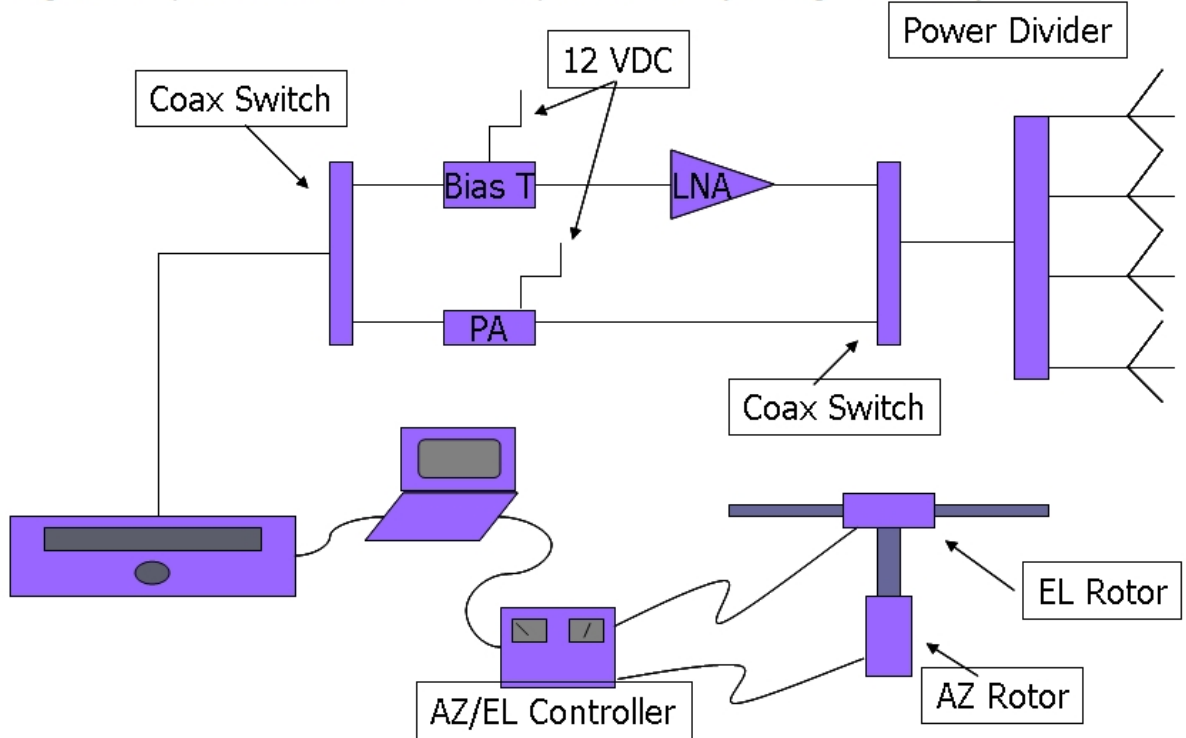 Power Divider
12 VDC
Coax Switch
Bias T
LNA
PA
Coax Switch
EL Rotor
AZ Rotor
AZ/EL Controller